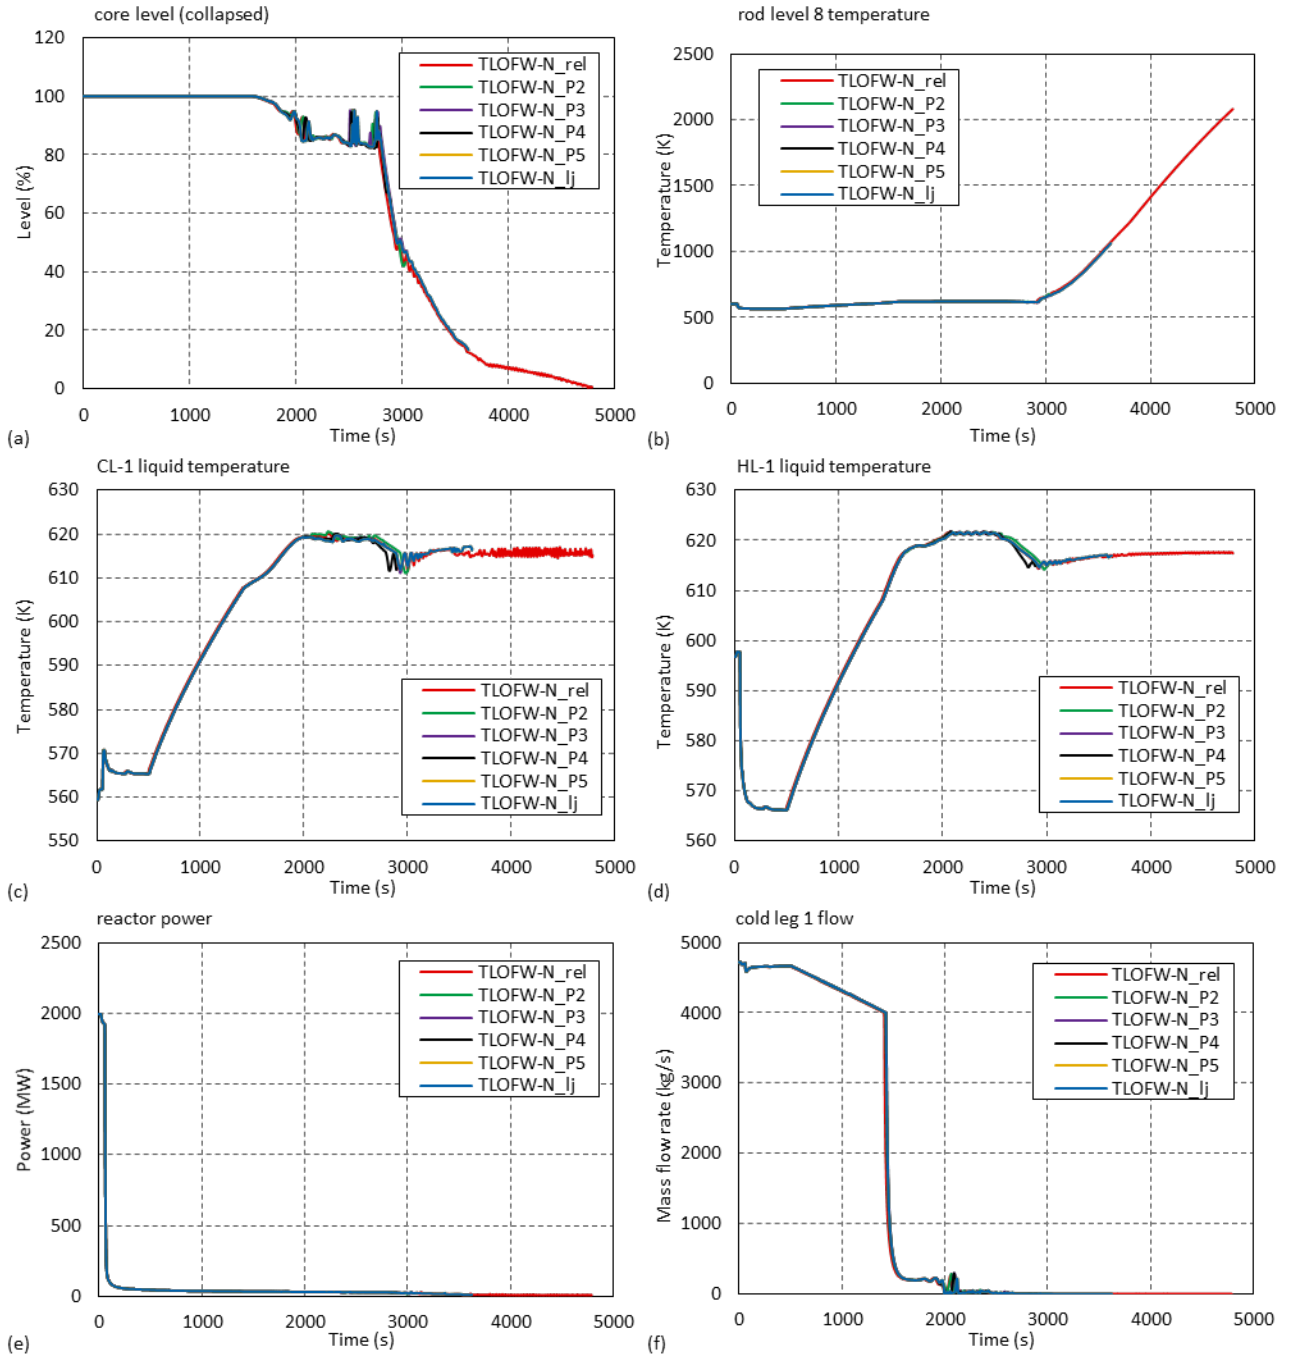 core level (collapsed)
120
100
80
60
40
20
0
Level (%)
TLOFW-N_rel
TLOFW-N_P2
TLOFW-N_P3
TLOFW-N_P4
TLOFW-N_P5
TLOFW-N_lj
0 1000 2000 3000 4000 5000
Time (s)
(a)
rod level 8 temperature
2500
2000
1500
1000
500
0
Temperature (K)
TLOFW-N_rel
TLOFW-N_P2
TLOFW-N_P3
TLOFW-N_P4
TLOFW-N_P5
TLOFW-N_lj
0 1000 2000 3000 4000 5000
Time (s)
(b)
CL-1 liquid temperature
630
620
610
600
590
580
570
560
550
Temperature (K)
TLOFW-N_rel
TLOFW-N_P2
TLOFW-N_P3
TLOFW-N_P4
TLOFW-N_P5
TLOFW-N_lj
0 1000 2000 3000 4000 5000
Time (s)
(c)
HL-1 liquid temperature
630
620
610
600
590
580
570
560
Temperature (K)
TLOFW-N_rel
TLOFW-N_P2
TLOFW-N_P3
TLOFW-N_P4
TLOFW-N_P5
TLOFW-N_lj
0 1000 2000 3000 4000 5000
Time (s)
(d)
reactor power
2500
2000
1500
1000
500
0
Power (MW)
TLOFW-N_rel
TLOFW-N_P2
TLOFW-N_P3
TLOFW-N_P4
TLOFW-N_P5
TLOFW-N_lj
0 1000 2000 3000 4000 5000
Time (s)
(e)
cold leg 1 flow
5000
4000
3000
2000
1000
0
Mass flow rate (kg/s)
TLOFW-N_rel
TLOFW-N_P2
TLOFW-N_P3
TLOFW-N_P4
TLOFW-N_P5
TLOFW-N_lj
0 1000 2000 3000 4000 5000
Time (s)
(f)